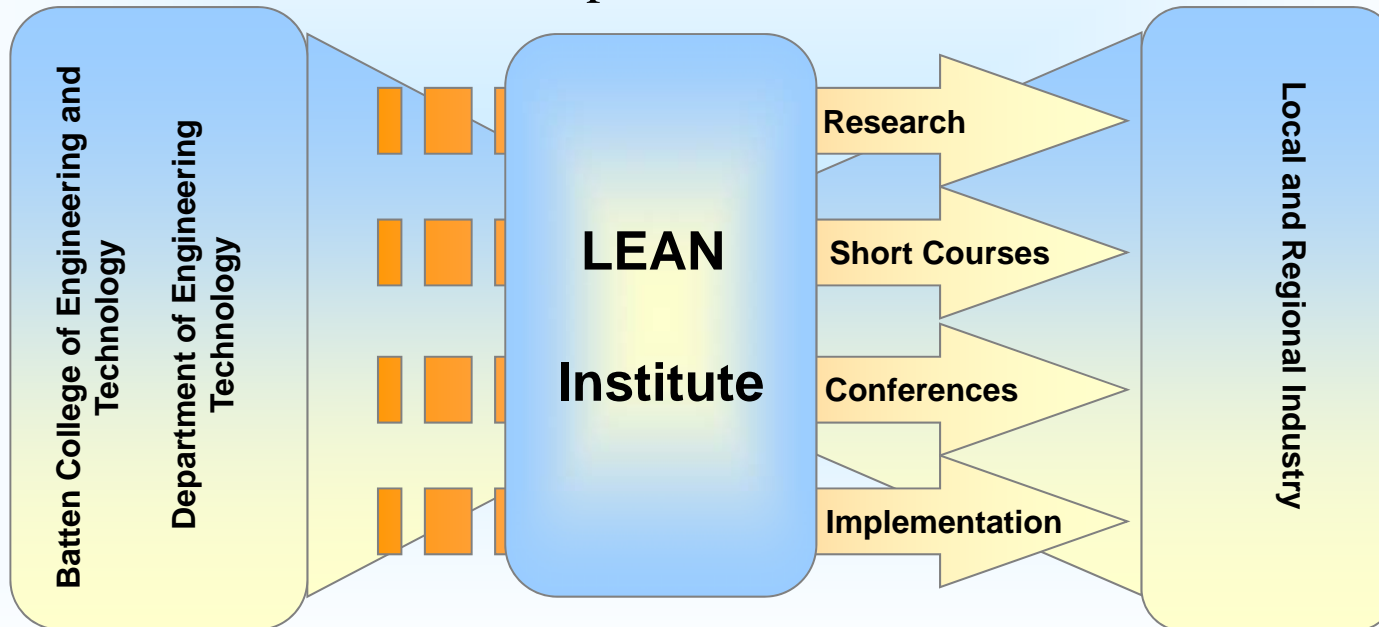 Batten College of Engineering and
Technology
Department of Engineering
Technology
LEAN
Institute
Research
Short Courses
Conferences
Implementation
Local and Regional Industry